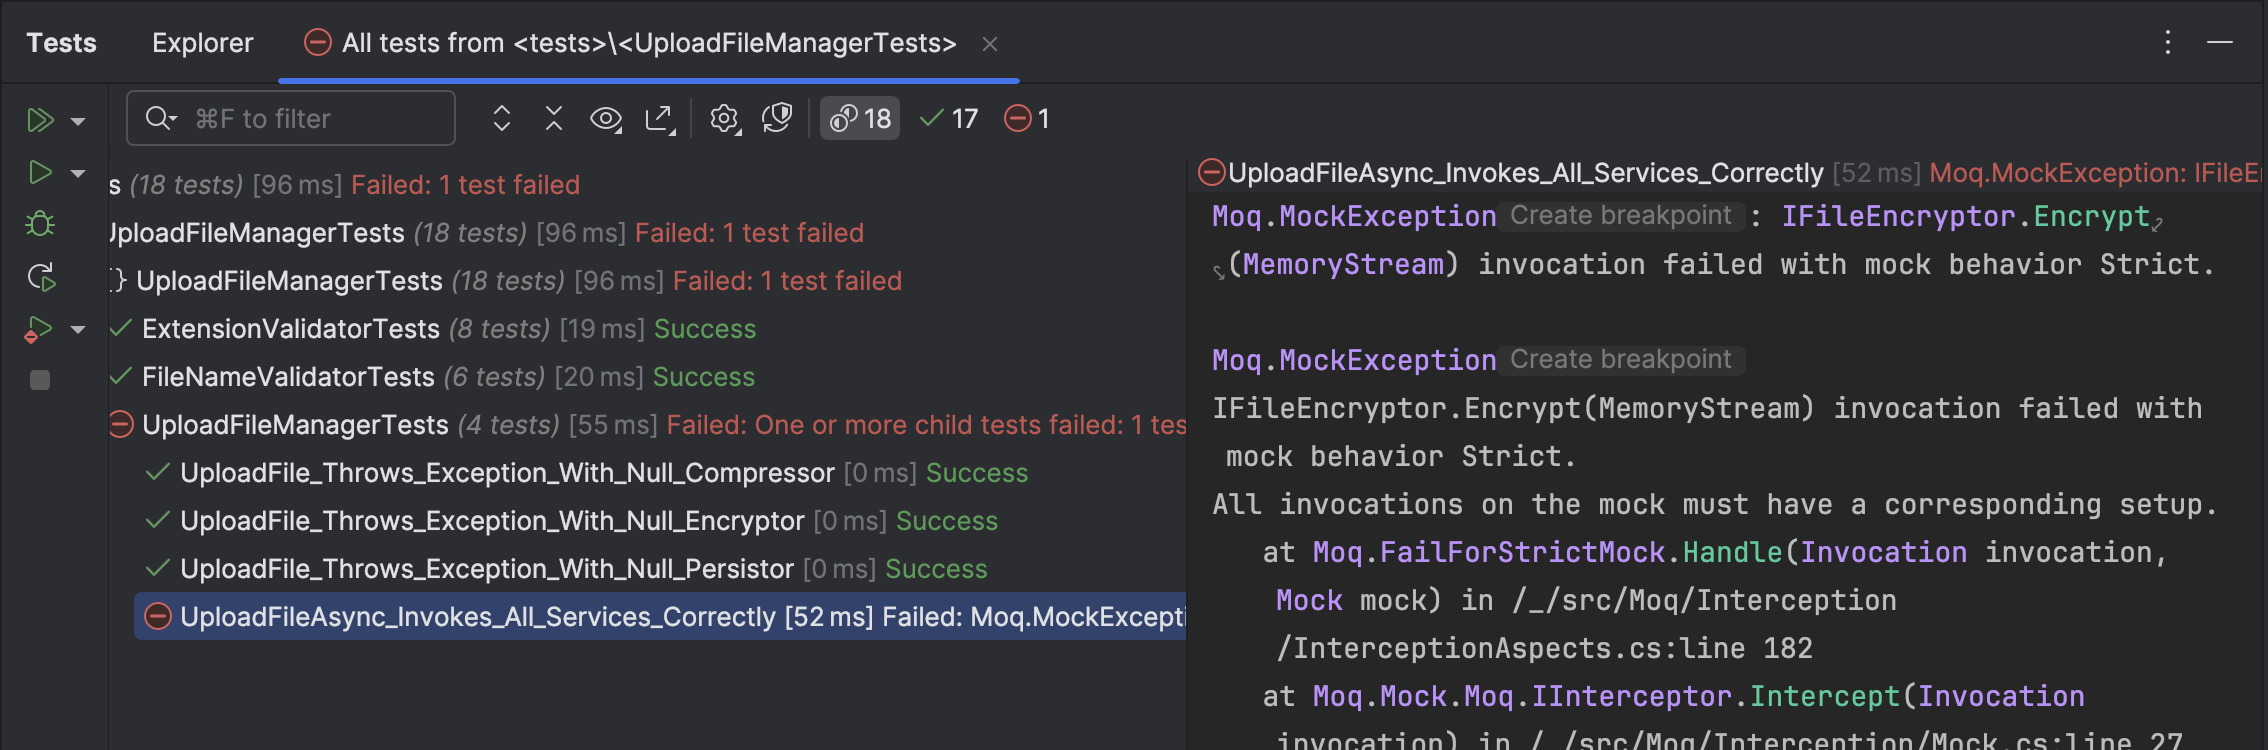 Tests Explorer All tests from <tests>\<UploadFileManagerTests>
⌘F to filter 18 17 1
s (18 tests) [96 ms] Failed: 1 test failed
UploadFileManagerTests (18 tests) [96 ms] Failed: 1 test failed
{} UploadFileManagerTests (18 tests) [96 ms] Failed: 1 test failed
ExtensionValidatorTests (8 tests) [19 ms] Success
FileNameValidatorTests (6 tests) [20 ms] Success
UploadFileManagerTests (4 tests) [55 ms] Failed: One or more child tests failed: 1 tes
UploadFile_Throws_Exception_With_Null_Compressor [0 ms] Success
UploadFile_Throws_Exception_With_Null_Encryptor [0 ms] Success
UploadFile_Throws_Exception_With_Null_Persistor [0 ms] Success
UploadFileAsync_Invokes_All_Services_Correctly [52 ms] Failed: Moq.MockExcepti
UploadFileAsync_Invokes_All_Services_Correctly [52 ms] Moq.MockException: IFileE
Moq.MockException Create breakpoint : IFileEncryptor.Encrypt
(MemoryStream) invocation failed with mock behavior Strict.
Moq.MockException Create breakpoint
IFileEncryptor.Encrypt(MemoryStream) invocation failed with
mock behavior Strict.
All invocations on the mock must have a corresponding setup.
at Moq.FailForStrictMock.Handle(Invocation invocation,
Mock mock) in /_/src/Moq/Interception
/InterceptionAspects.cs:line 182
at Moq.Mock.Moq.IInterceptor.Intercept(Invocation
invocation) in /_/src/Moq/Interception/Mock.cs:line 27